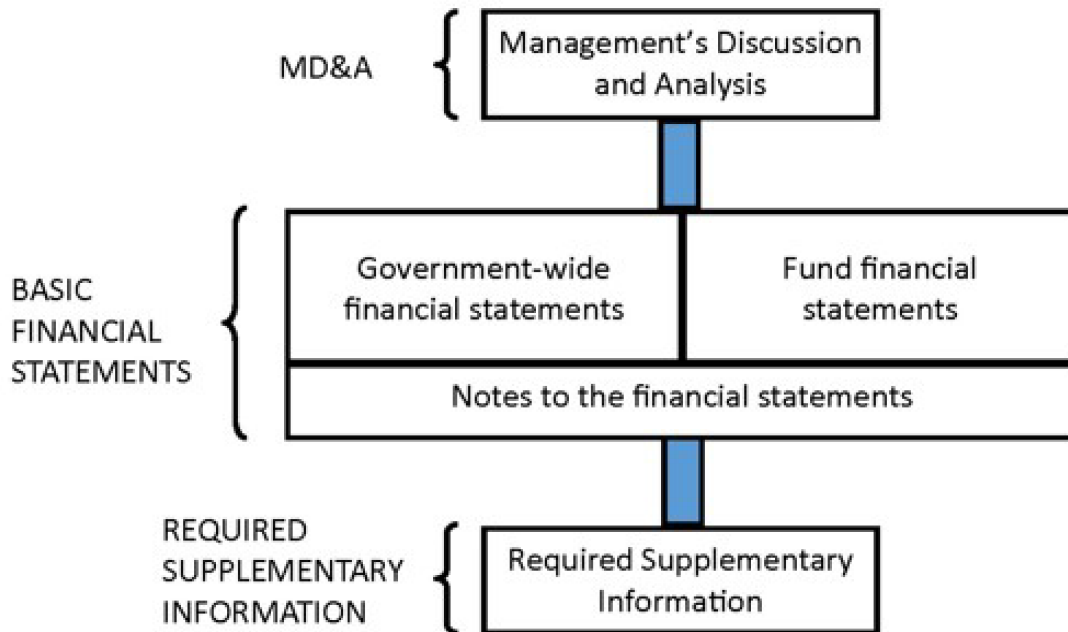 MD&A
Management’s Discussion
and Analysis
BASIC
FINANCIAL
STATEMENTS
Government-wide
financial statements
Fund financial
statements
Notes to the financial statements
REQUIRED
SUPPLEMENTARY
INFORMATION
Required Supplementary
Information